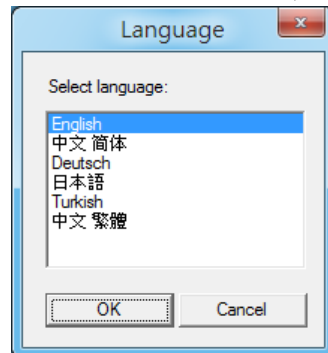 Language
Select language:
English
中文 简体
Deutsch
日本語
Turkish
中文 繁體
OK
Cancel